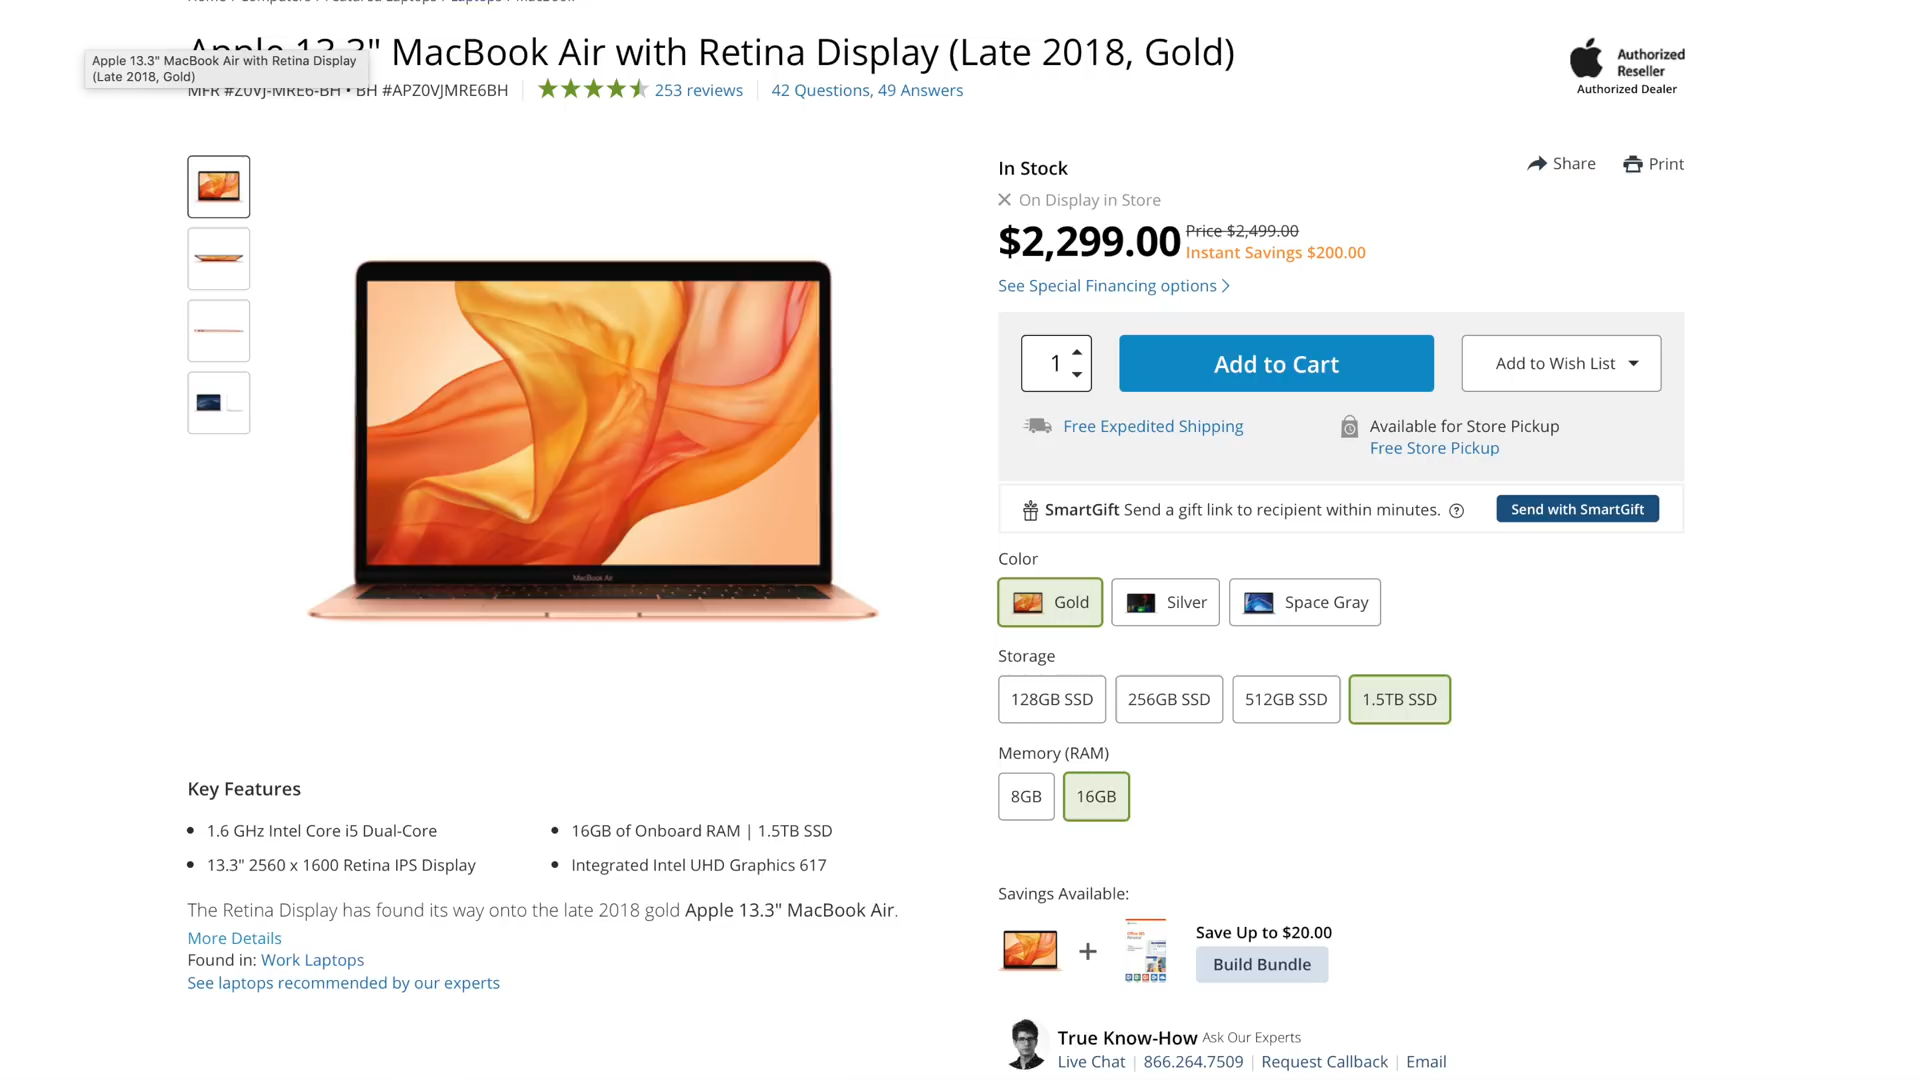 Apple 13.3" MacBook Air with Retina Display (Late 2018, Gold)
Apple 13.3" MacBook Air with Retina Display
(Late 2018, Gold)
MFR #Z0VJ-MRE6-BH • BH #APZ0VJMRE6BH
253 reviews
42 Questions, 49 Answers
Authorized
Reseller
Authorized Dealer
In Stock
Share
Print
On Display in Store
$2,299.00
Price $2,499.00
Instant Savings $200.00
See Special Financing options
1
Add to Cart
Add to Wish List
Free Expedited Shipping
Available for Store Pickup
Free Store Pickup
SmartGift Send a gift link to recipient within minutes. ?
Send with SmartGift
MacBook Air
Color
Gold
Silver
Space Gray
Storage
128GB SSD
256GB SSD
512GB SSD
1.5TB SSD
Memory (RAM)
8GB
16GB
Key Features
• 1.6 GHz Intel Core i5 Dual-Core
• 13.3" 2560 x 1600 Retina IPS Display
• 16GB of Onboard RAM | 1.5TB SSD
• Integrated Intel UHD Graphics 617
The Retina Display has found its way onto the late 2018 gold Apple 13.3" MacBook Air.
More Details
Found in: Work Laptops
See laptops recommended by our experts
Savings Available:
+
Save Up to $20.00
Build Bundle
True Know-How Ask Our Experts
Live Chat | 866.264.7509 | Request Callback | Email